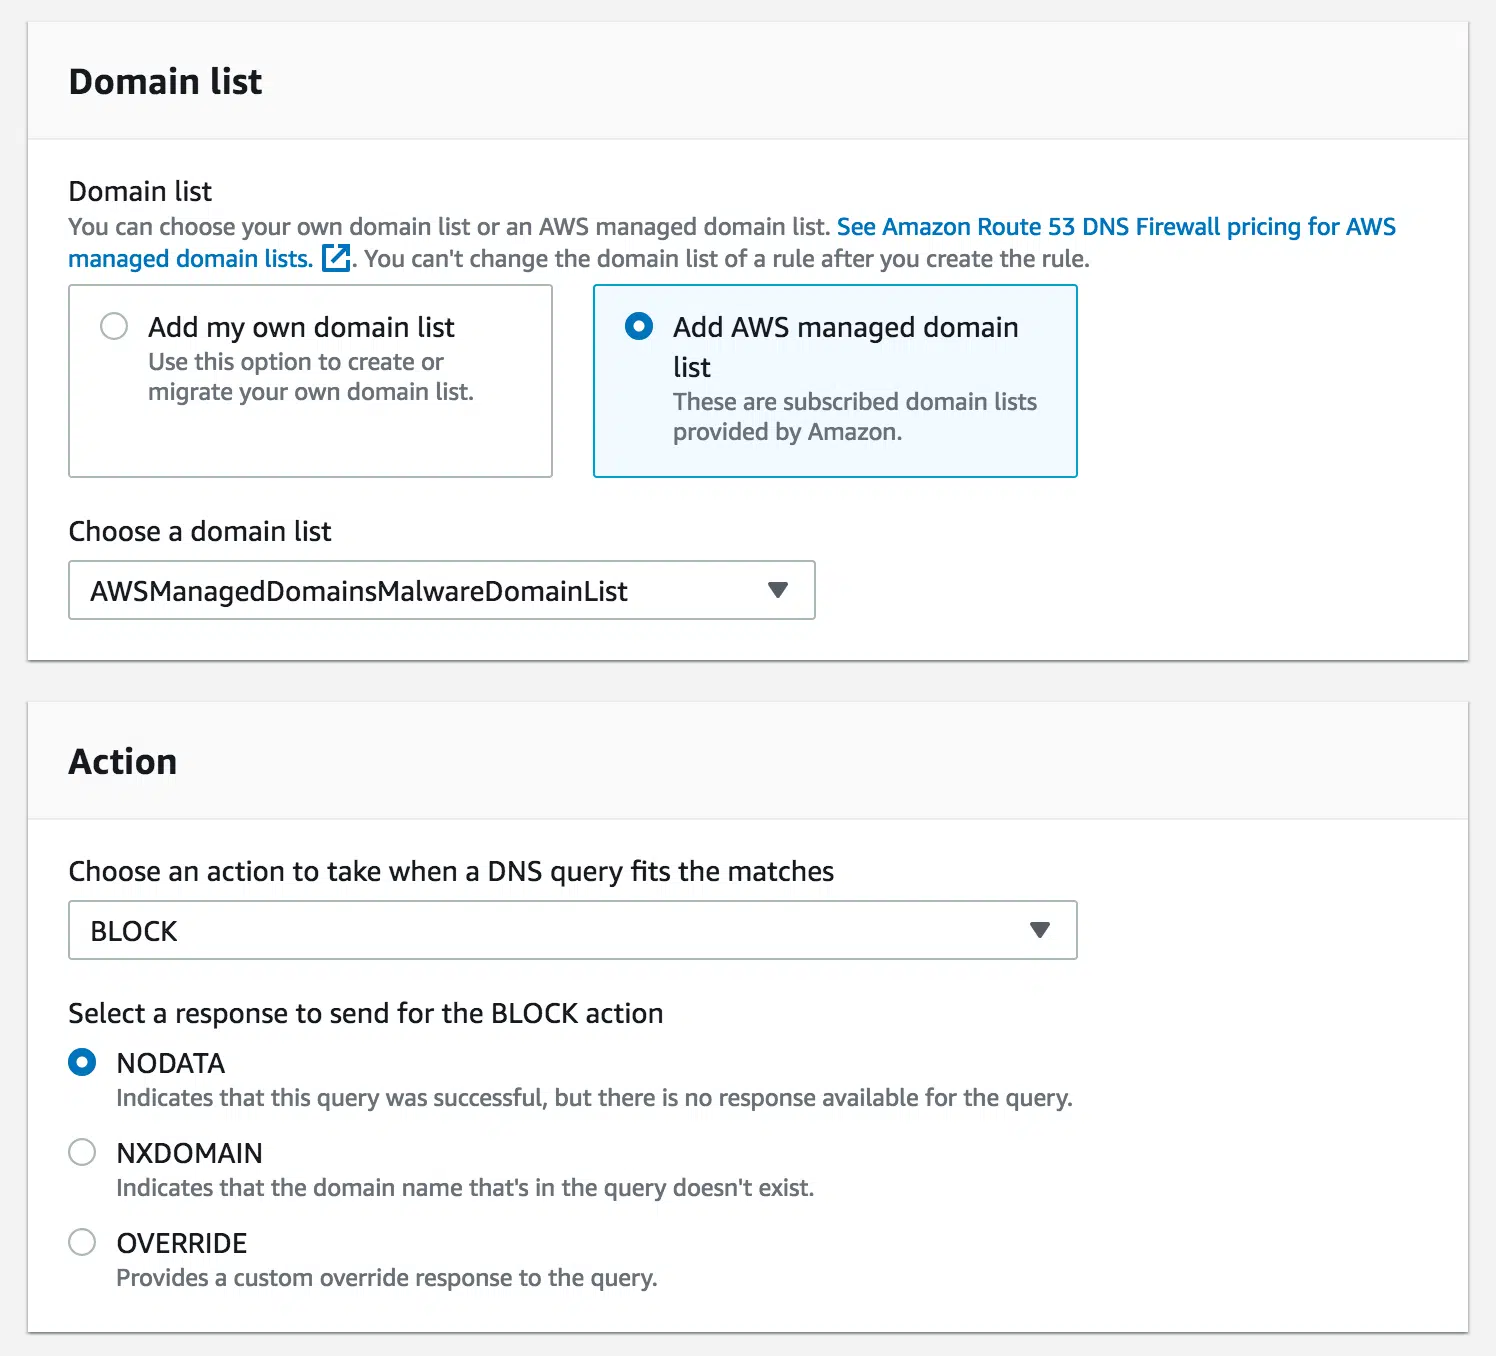 Domain list
Domain list
You can choose your own domain list or an AWS managed domain list. See Amazon Route 53 DNS Firewall pricing for AWS
managed domain lists. . You can't change the domain list of a rule after you create the rule.
Add my own domain list
Use this option to create or
migrate your own domain list.
Add AWS managed domain
list
These are subscribed domain lists
provided by Amazon.
Choose a domain list
AWSManagedDomainsMalwareDomainList
Action
Choose an action to take when a DNS query fits the matches
BLOCK
Select a response to send for the BLOCK action
NODATA
Indicates that this query was successful, but there is no response available for the query.
NXDOMAIN
Indicates that the domain name that's in the query doesn't exist.
OVERRIDE
Provides a custom override response to the query.